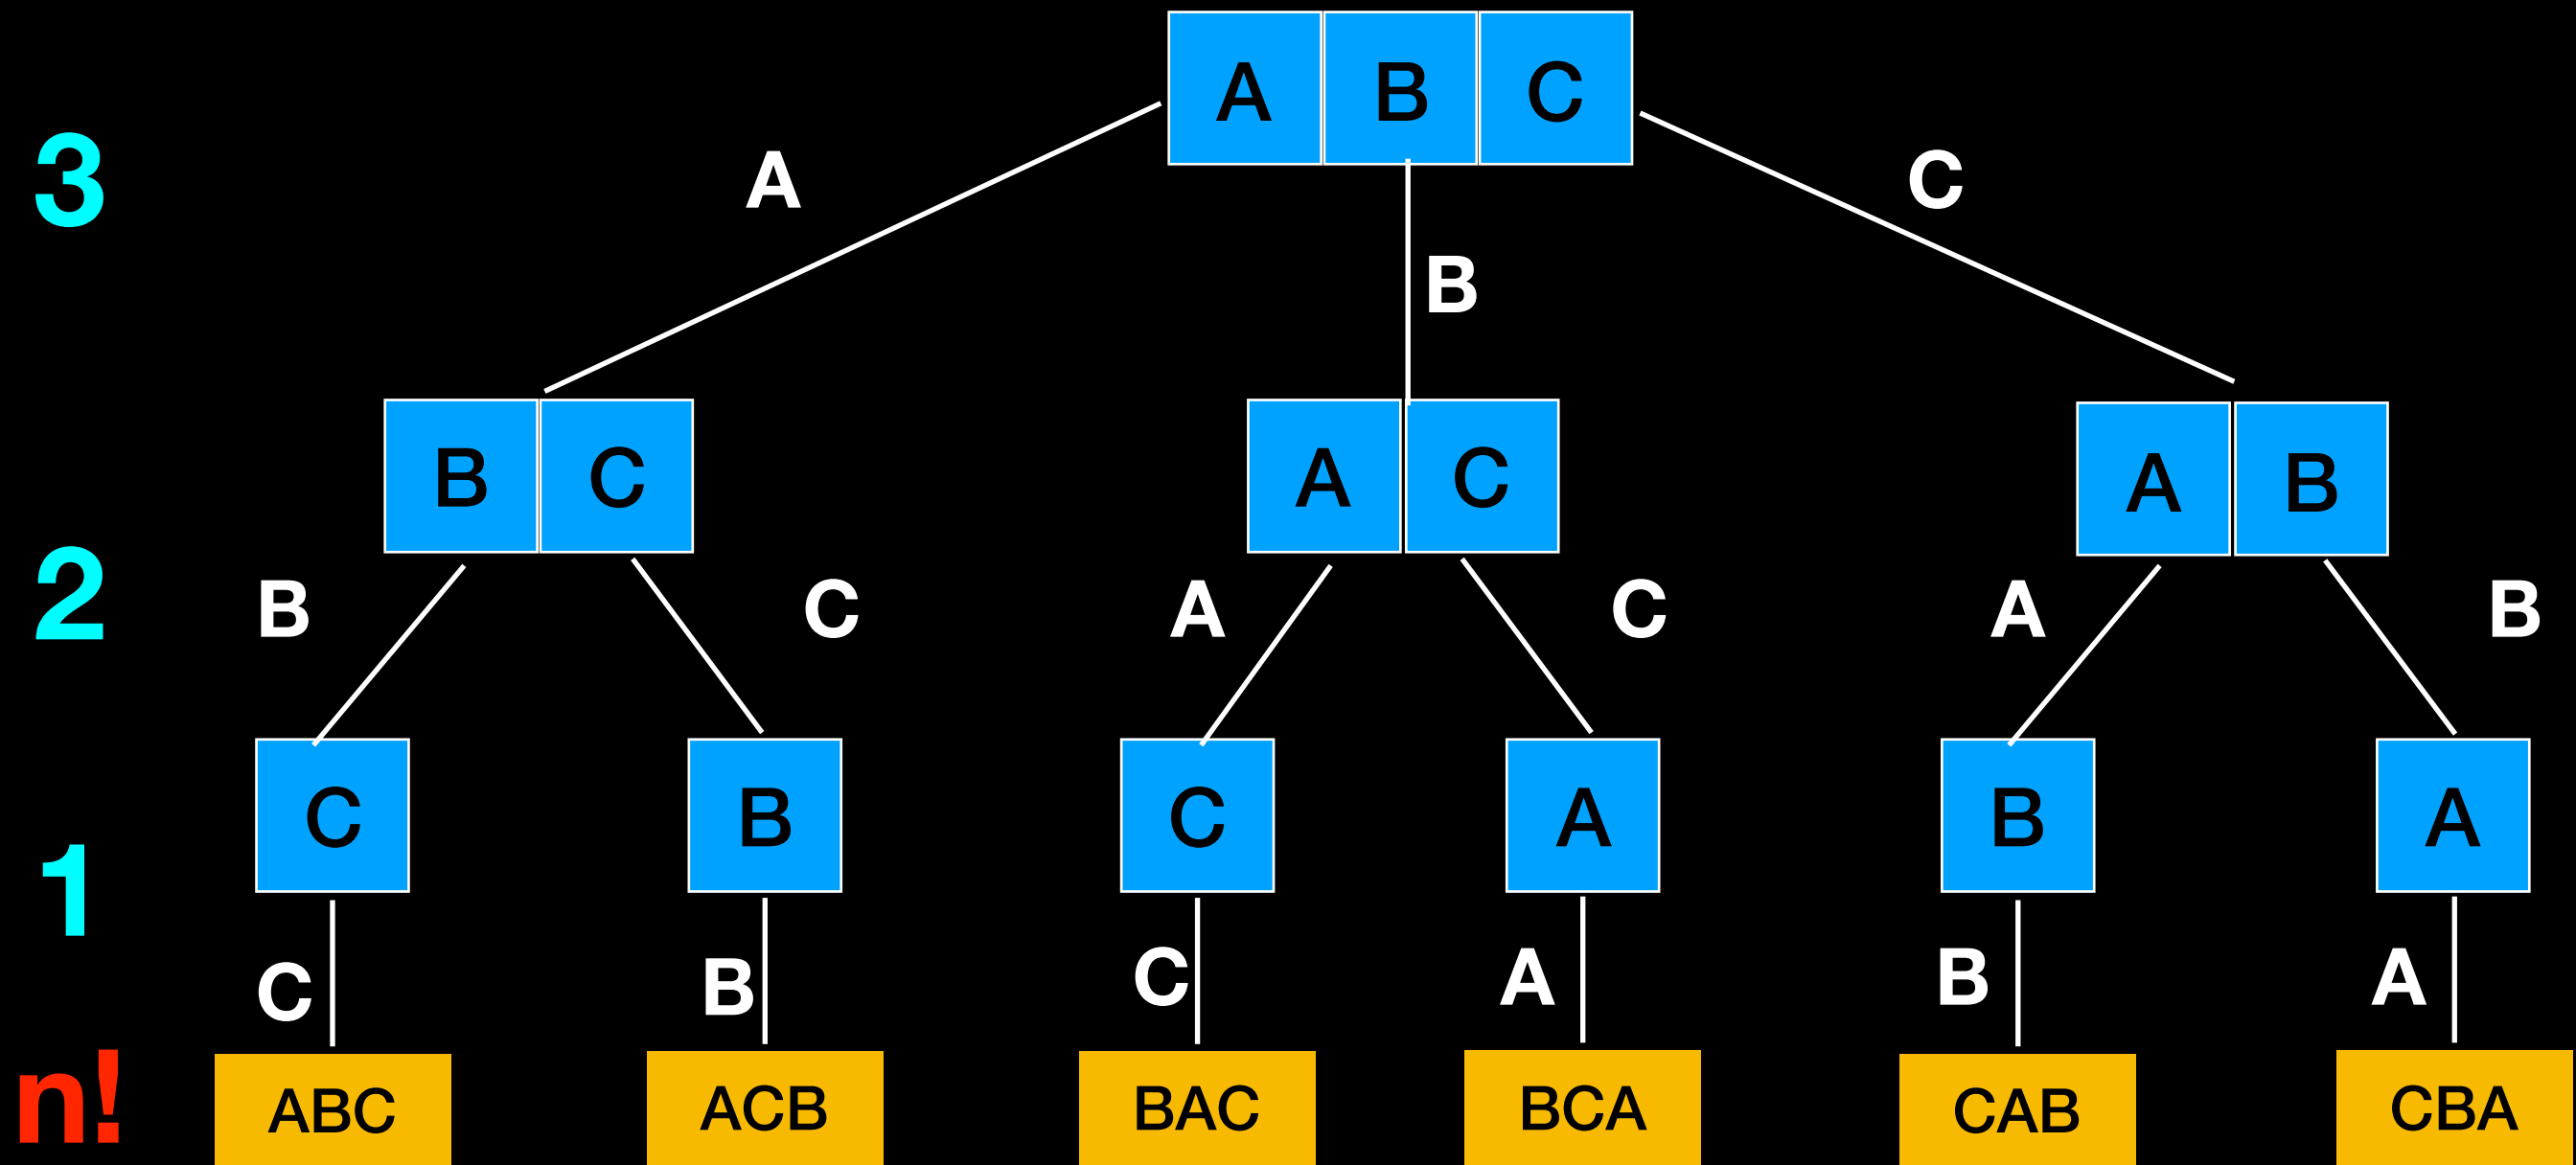 A B C
3
A C
B
B C A C A B
2
B C A C A B
C B C A B A
1
C B C A B A
n!
ABC ACB BAC BCA CAB CBA